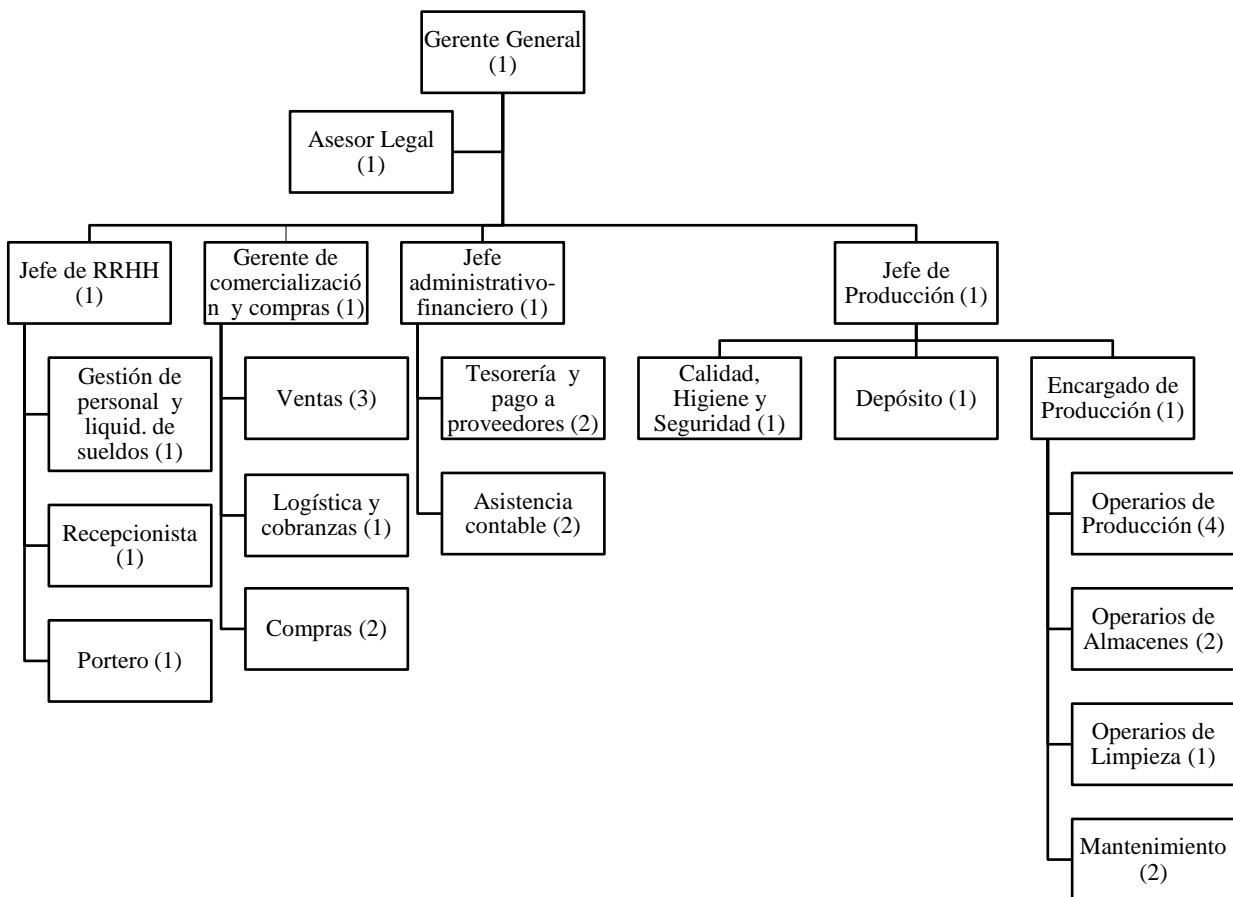 Gerente General
(1)
Asesor Legal
(1)
Jefe de RRHH
(1)
Gerente de
comercializació
n y compras (1)
Jefe
administrativo-
financiero (1)
Jefe de
Producción (1)
Gestión de
personal y
liquid. de
sueldos (1)
Recepcionista
(1)
Portero (1)
Ventas (3)
Logística y
cobranzas (1)
Compras (2)
Tesorería y
pago a
proveedores (2)
Asistencia
contable (2)
Calidad,
Higiene y
Seguridad (1)
Depósito (1)
Encargado de
Producción (1)
Operarios de
Producción (4)
Operarios de
Almacenes (2)
Operarios de
Limpieza (1)
Mantenimiento
(2)